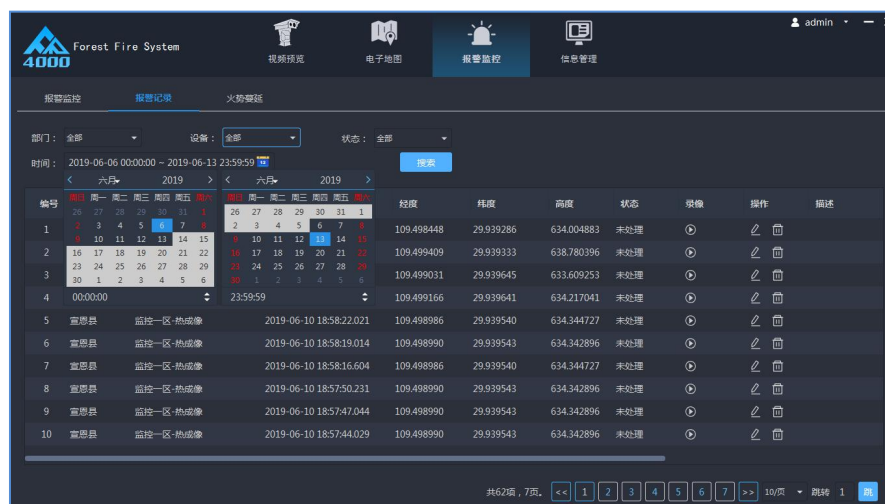 4000 Forest Fire System
视频预览 电子地图 报警监控 信息管理
admin
报警监控 报警记录 火势蔓延
部门： 全部 设备： 全部 状态： 全部
时间： 2019-06-06 00:00:00 ~ 2019-06-13 23:59:59 搜索
< 六月 2019 > < 六月 2019 >
周日 周一 周二 周三 周四 周五 周六 周日 周一 周二 周三 周四 周五 周六
26 27 28 29 30 31 1 26 27 28 29 30 31 1
2 3 4 5 6 7 8 2 3 4 5 6 7 8
9 10 11 12 13 14 15 9 10 11 12 13 14 15
16 17 18 19 20 21 22 16 17 18 19 20 21 22
23 24 25 26 27 28 29 23 24 25 26 27 28 29
30 1 2 3 4 5 6 30 1 2 3 4 5 6
00:00:00 23:59:59
编号 经度 纬度 高度 状态 录像 操作 描述
1 109.498448 29.939286 634.004883 未处理
2 109.499409 29.939333 638.780396 未处理
3 109.499031 29.939645 633.609253 未处理
4 109.499166 29.939641 634.217041 未处理
5 宣恩县 监控一区-热成像 2019-06-10 18:58:22.021 109.498986 29.939540 634.344727 未处理
6 宣恩县 监控一区-热成像 2019-06-10 18:58:19.014 109.498990 29.939543 634.342896 未处理
7 宣恩县 监控一区-热成像 2019-06-10 18:58:16.604 109.498986 29.939540 634.344727 未处理
8 宣恩县 监控一区-热成像 2019-06-10 18:57:50.231 109.498990 29.939543 634.342896 未处理
9 宣恩县 监控一区-热成像 2019-06-10 18:57:47.044 109.498990 29.939543 634.342896 未处理
10 宣恩县 监控一区-热成像 2019-06-10 18:57:44.029 109.498990 29.939543 634.342896 未处理
共62项，7页。 << 1 2 3 4 5 6 7 >> 10/页 跳转 1 跳